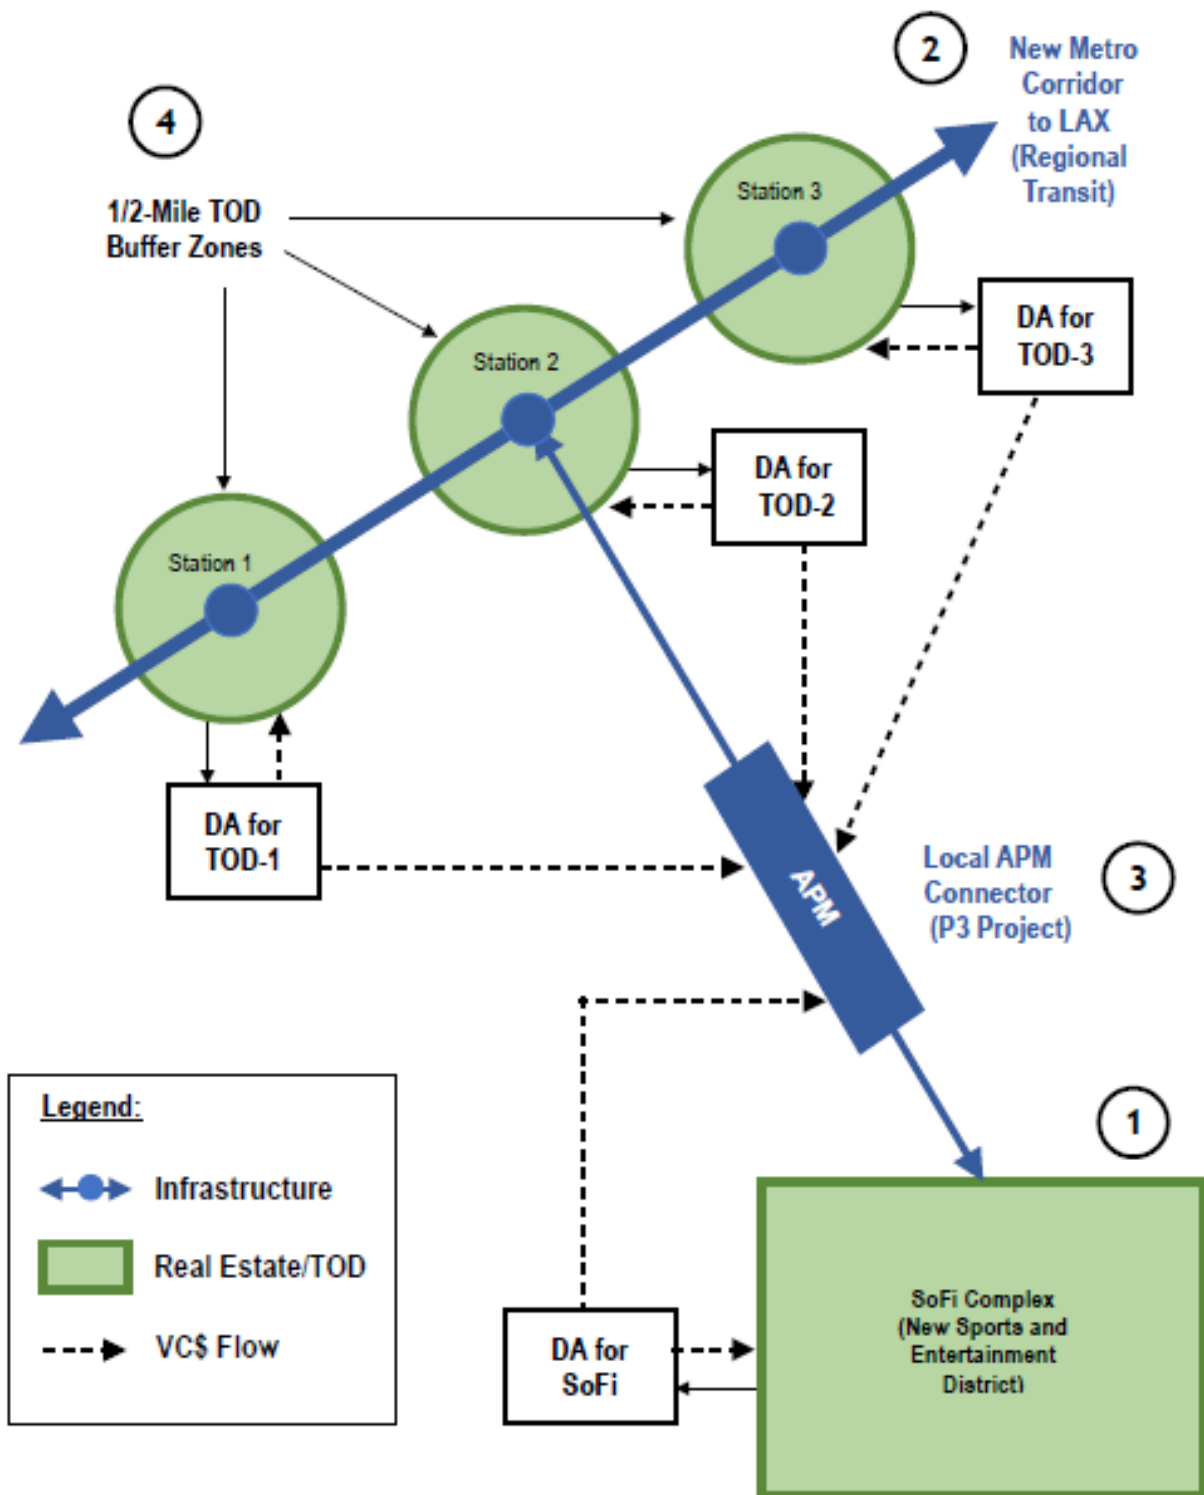 2
New Metro
Corridor
to LAX
(Regional
Transit)
4
1/2-Mile TOD
Buffer Zones
Station 3
DA for
TOD-3
Station 2
DA for
TOD-2
Station 1
DA for
TOD-1
APM
Local APM
Connector
(P3 Project)
3
1
Legend:
Infrastructure
Real Estate/TOD
VC$ Flow
DA for
SoFi
SoFi Complex
(New Sports and
Entertainment
District)